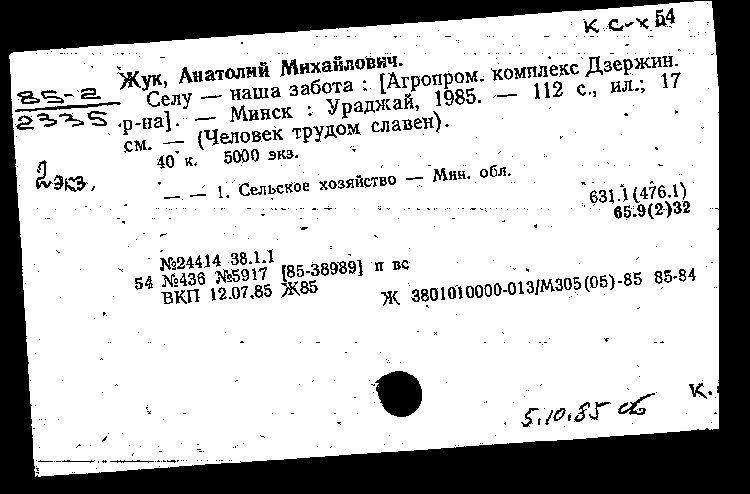 К С-Х 54
Жук, Анатолий Михайлович.
85-2 Селу — наша забота : [Агропром. комплекс Дзержин.
2335 р-на]. — Минск : Ураджай, 1985. — 112 с., ил.; 17
см. — (Человек трудом славен).
40 к. 5000 экз.
2 экз.
— — 1. Сельское хозяйство — Мин. обл.
631.1(476.1)
65.9(2)32
№24414 38.1.1
54 №436 №5917 [85-38989] п вс
ВКП 12.07.85 Ж85 Ж 3801010000-013/М305(05)-85 85-84
К.
5.10.85